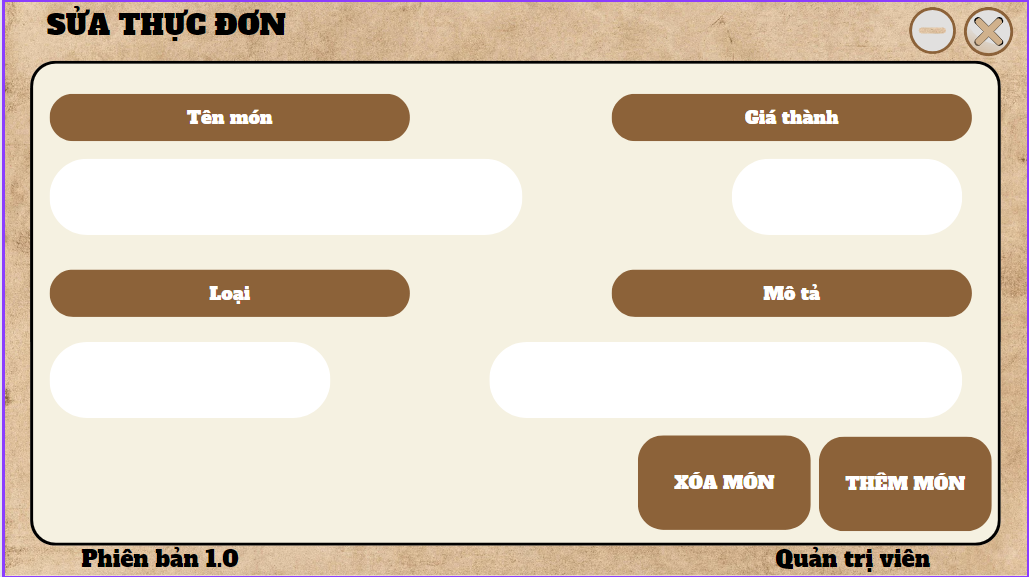 SỬA THỰC ĐƠN
Tên món
Giá thành
Loại
Mô tả
XÓA MÓN
THÊM MÓN
Phiên bản 1.0
Quản trị viên